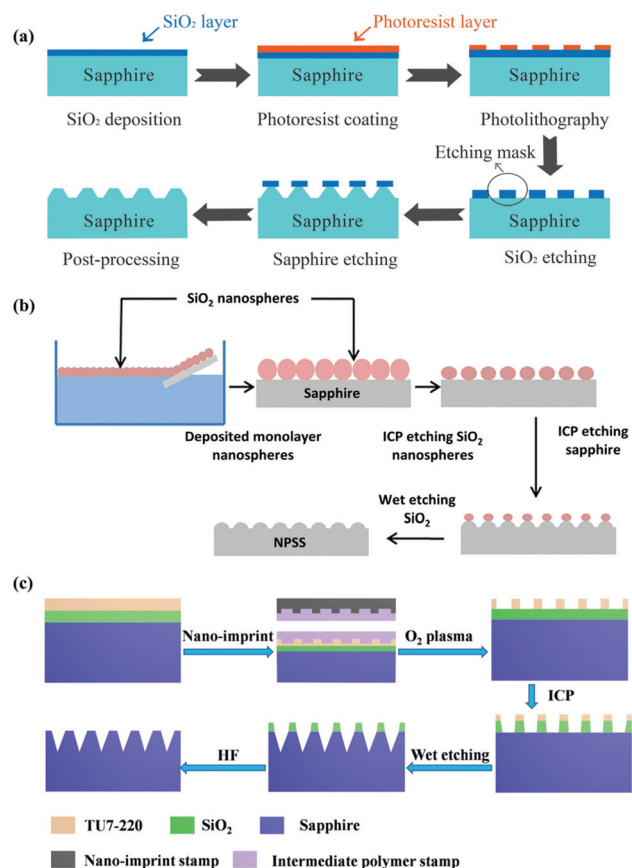 (a)
SiO₂ layer
Photoresist layer
Sapphire
Sapphire
Sapphire
SiO₂ deposition
Photoresist coating
Photolithography
Etching mask
Sapphire
Sapphire
Sapphire
Post-processing
Sapphire etching
SiO₂ etching
(b)
SiO₂ nanospheres
Sapphire
Deposited monolayer
nanospheres
ICP etching SiO₂
nanospheres
ICP etching
sapphire
Wet etching
SiO₂
NPSS
(c)
Nano-imprint
O₂ plasma
ICP
HF
Wet etching
TU7-220
SiO₂
Sapphire
Nano-imprint stamp
Intermediate polymer stamp